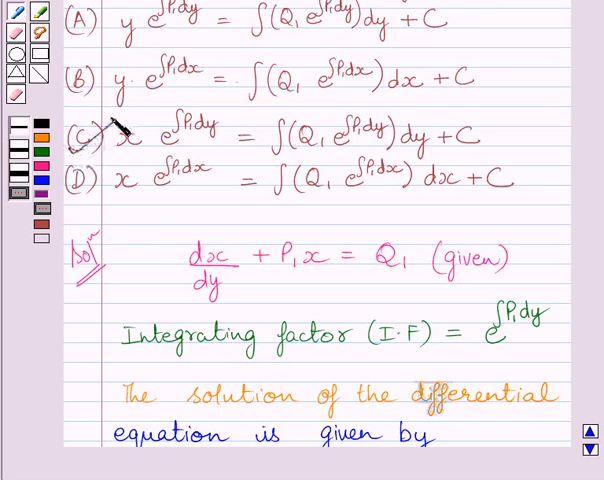 (A) y e^∫P₁dy = ∫(Q₁ e^∫P₁dy)dy + C
(B) y. e^∫P₁dx = ∫(Q₁ e^∫P₁dx)dx + C
(C) x e^∫P₁dy = ∫(Q₁ e^∫P₁dy)dy + C
(D) x e^∫P₁dx = ∫(Q₁ e^∫P₁dx) dx + C
Solⁿ dx/dy + P₁x = Q₁ (given)
Integrating factor (I.F) = e^∫P₁dy
The solution of the differential
equation is given by